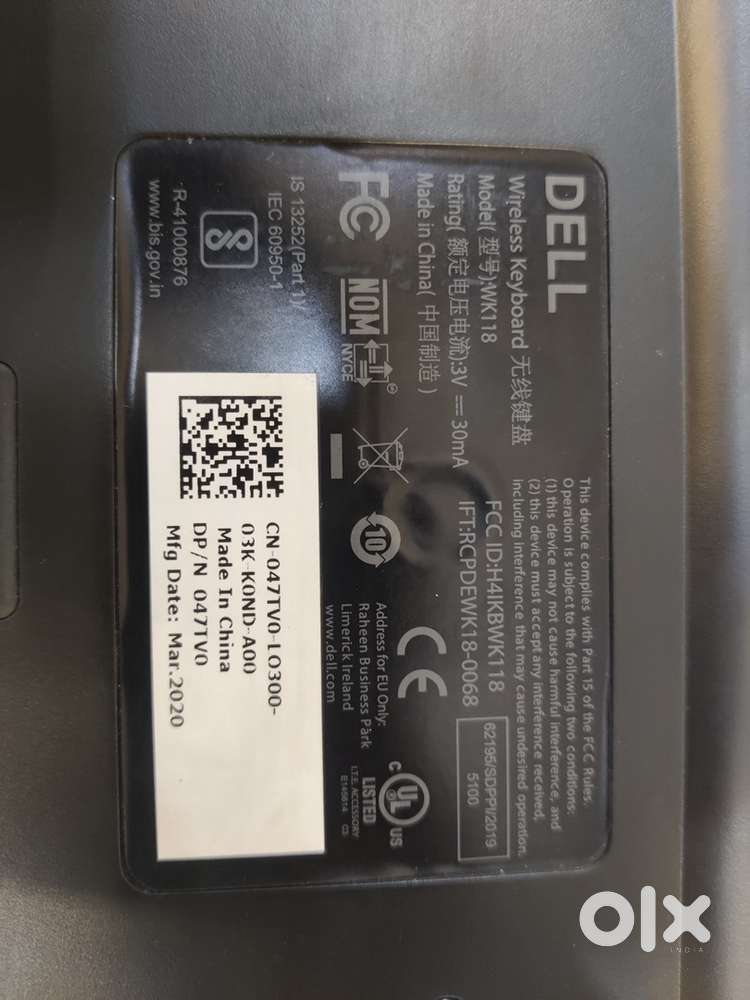 DELL
Wireless Keyboard 无线键盘
Model(型号):WK118
Rating(额定电压电流):3V ⎓ 30mA
Made in China(中国制造)
This device complies with Part 15 of the FCC Rules.
Operation is subject to the following two conditions:
(1) this device may not cause harmful interference, and
(2) this device must accept any interference received,
including interference that may cause undesired operation.
FCC ID:H4IKBWK118
IFT:RCPDEWK18-0068
62195/SDPPI/2019
5100
FC
NOM
NYCE
®
10
CE
C UL US
LISTED
I.T.E. ACCESSORY
E145614
Address for EU Only:
Raheen Business Park
Limerick Ireland
www.dell.com
IS 13252(Part 1)/
IEC 60950-1
R-41000876
www.bis.gov.in
CN-047TV0-LO300-
03K-K0ND-A00
Made In China
DP/N 047TV0
Mfg Date: Mar.2020
olx
INDIA